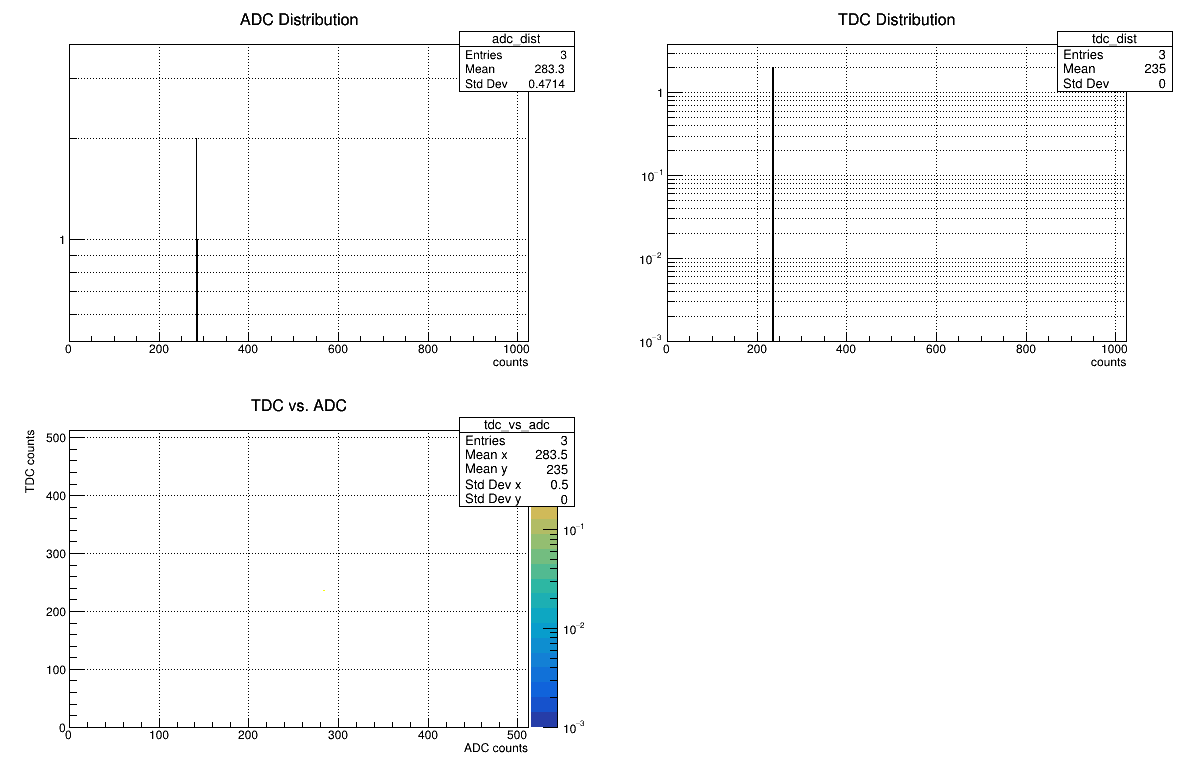 ADC Distribution
adc_dist
Entries 3
Mean 283.3
Std Dev 0.4714
1
0 200 400 600 800 1000
counts
TDC Distribution
tdc_dist
Entries 3
Mean 235
Std Dev 0
1
10⁻¹
10⁻²
10⁻³
0 200 400 600 800 1000
counts
TDC vs. ADC
tdc_vs_adc
Entries 3
Mean x 283.5
Mean y 235
Std Dev x 0.5
Std Dev y 0
TDC counts
500
400
300
200
100
0
0 100 200 300 400 500
ADC counts
10⁻¹
10⁻²
10⁻³